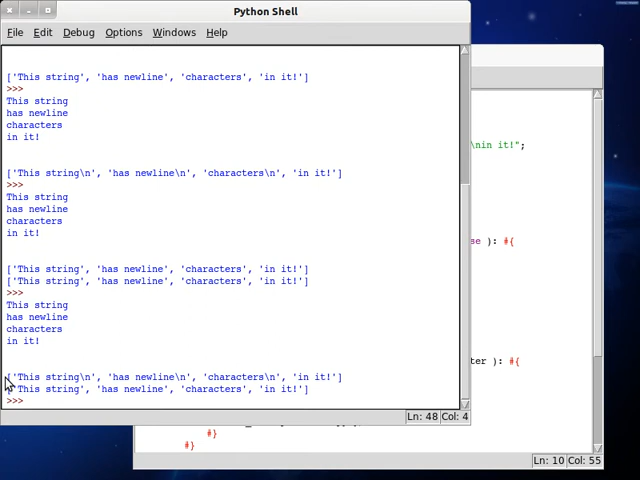 Python Shell
File Edit Debug Options Windows Help
['This string', 'has newline', 'characters', 'in it!']
>>>
This string
has newline
characters
in it!
['This string\n', 'has newline\n', 'characters\n', 'in it!']
>>>
This string
has newline
characters
in it!
['This string', 'has newline', 'characters', 'in it!']
['This string', 'has newline', 'characters', 'in it!']
>>>
This string
has newline
characters
in it!
['This string\n', 'has newline\n', 'characters\n', 'in it!']
['This string', 'has newline', 'characters', 'in it!']
>>>
Ln: 48 Col: 4
\nin it!";
se ): #{
ter ): #{
#}
#}
Ln: 10 Col: 55